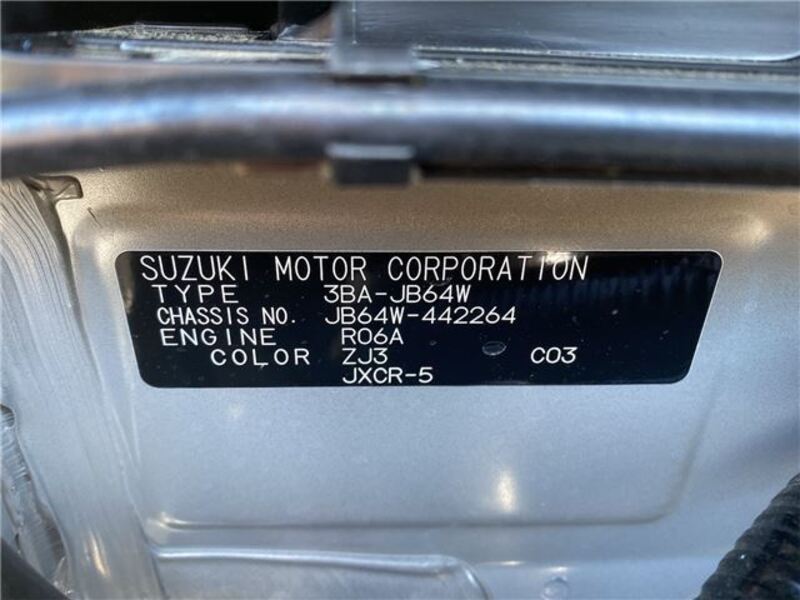 SUZUKI MOTOR CORPORATION
TYPE 3BA-JB64W
CHASSIS NO. JB64W-442264
ENGINE R06A
COLOR ZJ3 C03
JXCR-5